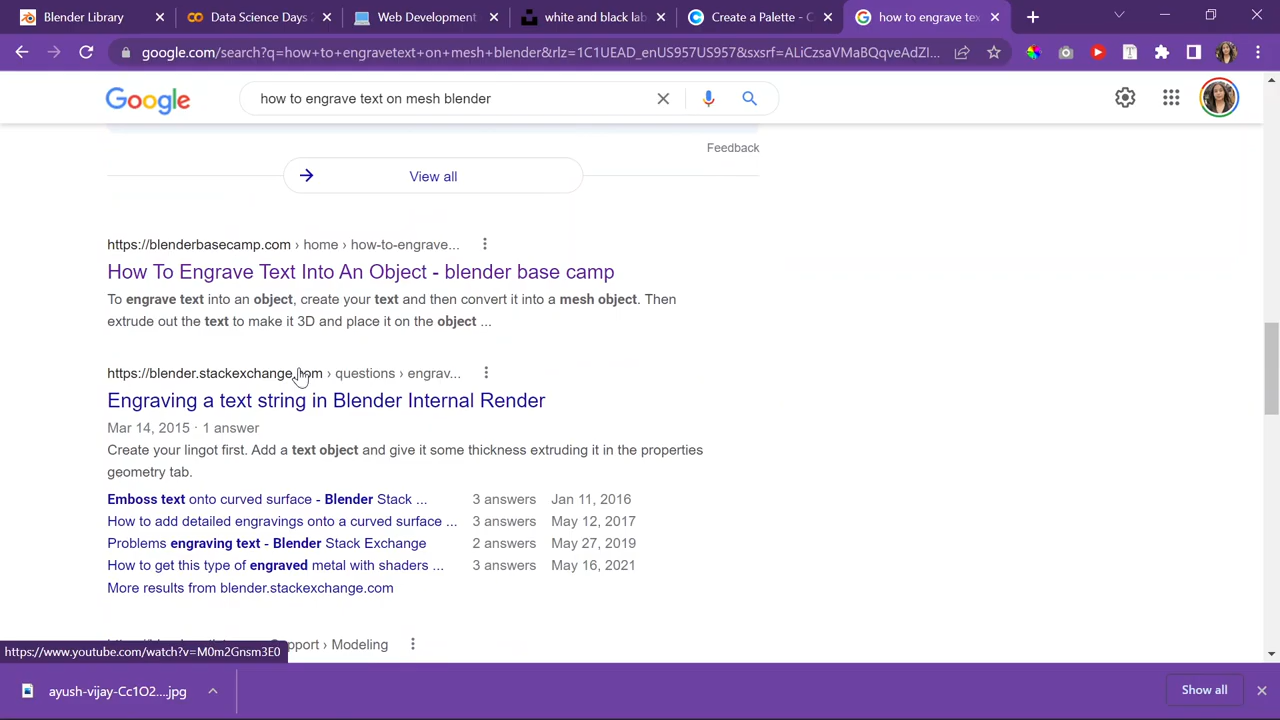 Blender Library
Data Science Days 2
Web Development
white and black lab
Create a Palette - C
how to engrave tex
google.com/search?q=how+to+engravetext+on+mesh+blender&rlz=1C1UEAD_enUS957US957&sxsrf=ALiCzsaVMaBQqveAdZI...
Google
how to engrave text on mesh blender
Feedback
View all
https://blenderbasecamp.com › home › how-to-engrave...
How To Engrave Text Into An Object - blender base camp
To engrave text into an object, create your text and then convert it into a mesh object. Then
extrude out the text to make it 3D and place it on the object ...
https://blender.stackexchange.com › questions › engrav...
Engraving a text string in Blender Internal Render
Mar 14, 2015 · 1 answer
Create your lingot first. Add a text object and give it some thickness extruding it in the properties
geometry tab.
Emboss text onto curved surface - Blender Stack ... 3 answers Jan 11, 2016
How to add detailed engravings onto a curved surface ... 3 answers May 12, 2017
Problems engraving text - Blender Stack Exchange 2 answers May 27, 2019
How to get this type of engraved metal with shaders ... 3 answers May 16, 2021
More results from blender.stackexchange.com
› Modeling
https://www.youtube.com/watch?v=M0m2Gnsm3E0
ayush-vijay-Cc1O2....jpg
Show all